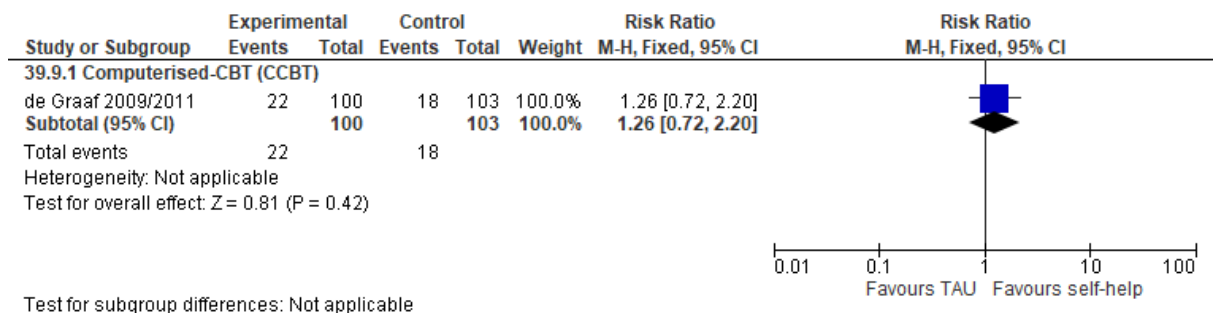 Experimental Control Risk Ratio Risk Ratio
Study or Subgroup Events Total Events Total Weight M-H, Fixed, 95% CI M-H, Fixed, 95% CI
39.9.1 Computerised-CBT (CCBT)
de Graaf 2009/2011 22 100 18 103 100.0% 1.26 [0.72, 2.20]
Subtotal (95% CI) 100 103 100.0% 1.26 [0.72, 2.20]
Total events 22 18
Heterogeneity: Not applicable
Test for overall effect: Z = 0.81 (P = 0.42)
0.01 0.1 1 10 100
Favours TAU Favours self-help
Test for subgroup differences: Not applicable